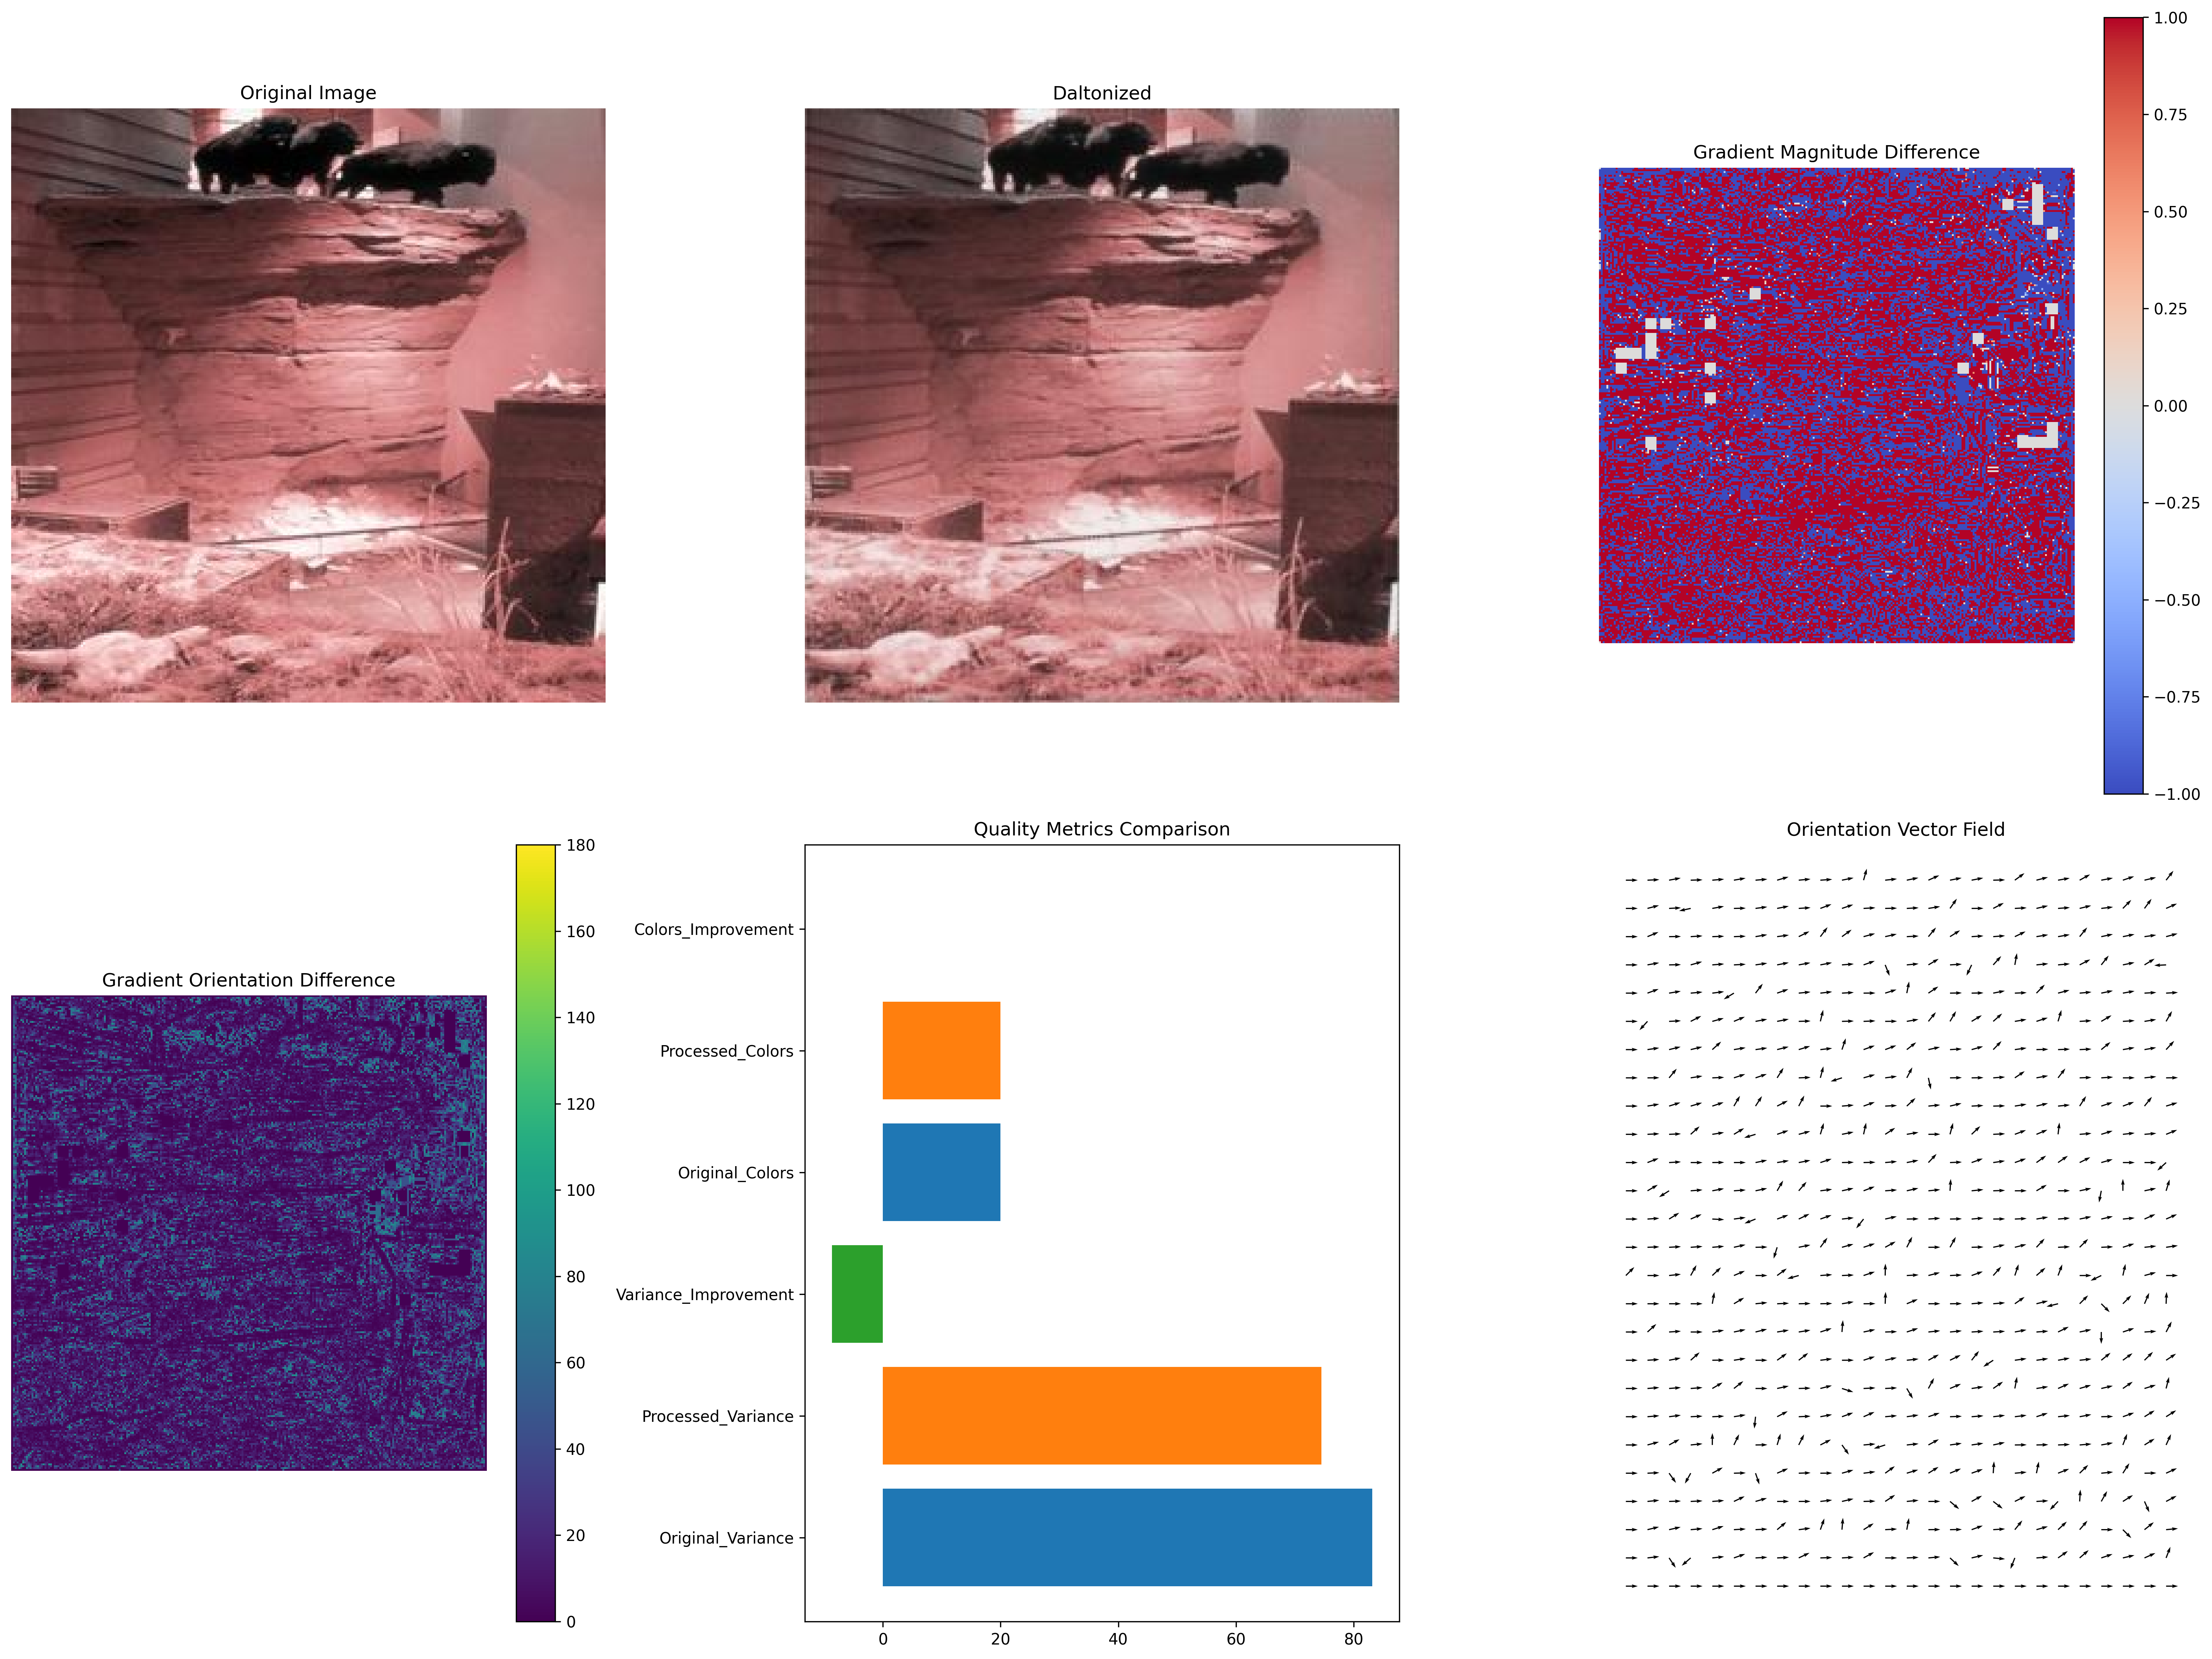 Original Image
Daltonized
Gradient Magnitude Difference
1.00
0.75
0.50
0.25
0.00
−0.25
−0.50
−0.75
−1.00
Gradient Orientation Difference
180
160
140
120
100
80
60
40
20
0
Quality Metrics Comparison
Colors_Improvement
Processed_Colors
Original_Colors
Variance_Improvement
Processed_Variance
Original_Variance
0 20 40 60 80
Orientation Vector Field